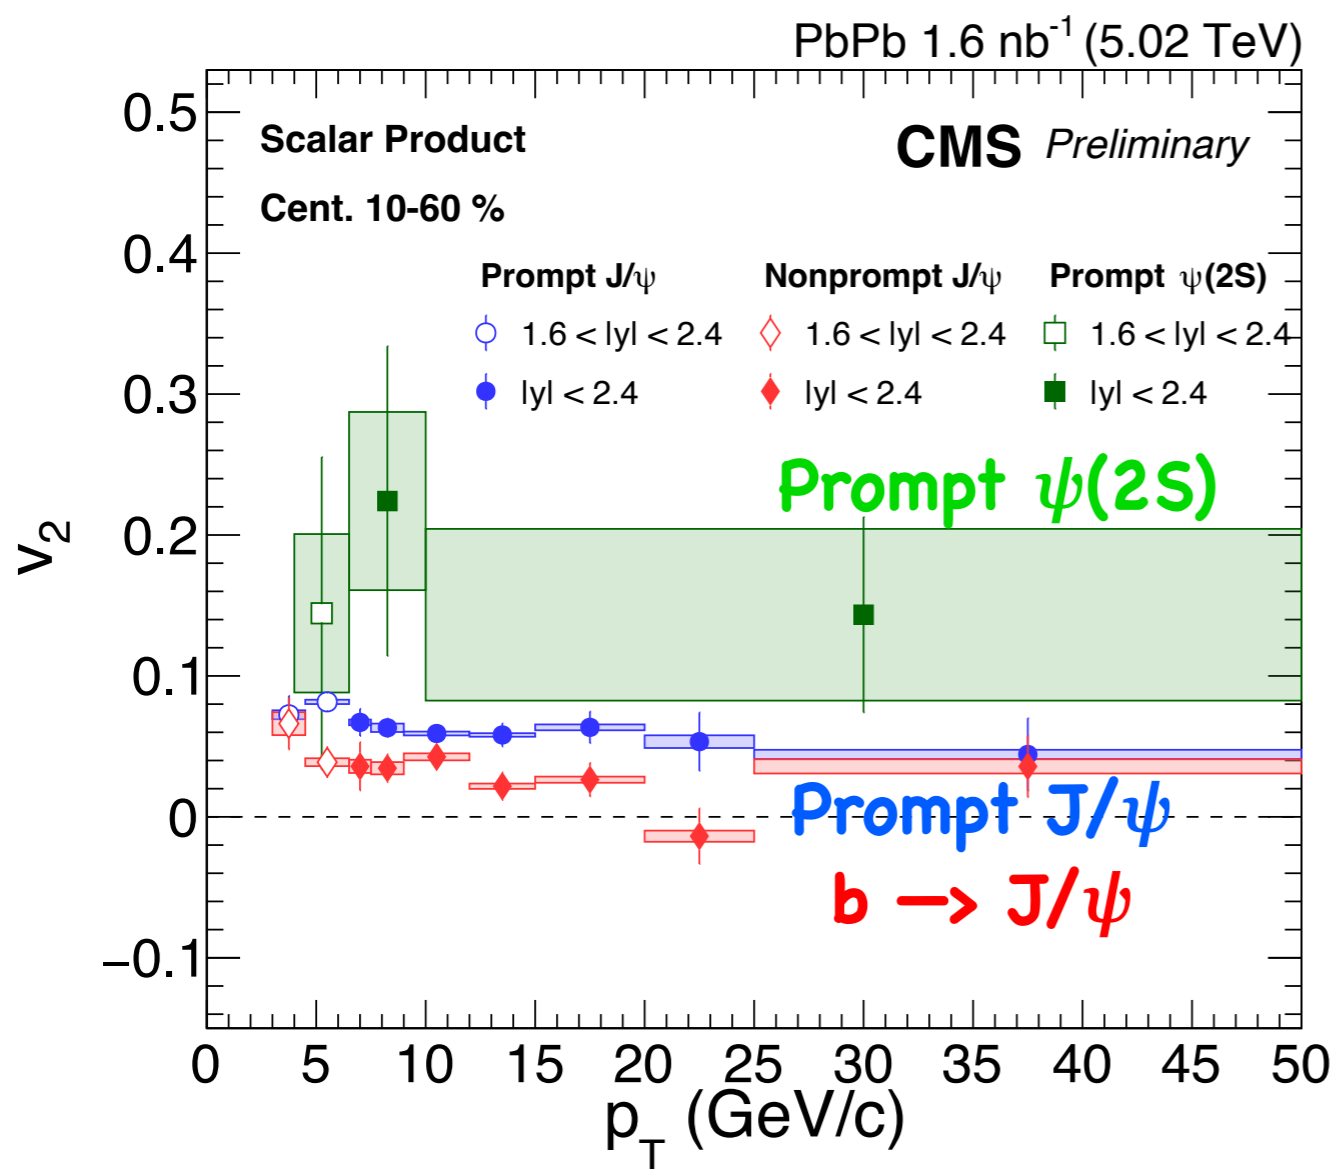 PbPb 1.6 nb⁻¹ (5.02 TeV)
Scalar Product
CMS Preliminary
Cent. 10-60 %
Prompt J/ψ
Nonprompt J/ψ
Prompt ψ(2S)
1.6 < |y| < 2.4
1.6 < |y| < 2.4
1.6 < |y| < 2.4
|y| < 2.4
|y| < 2.4
|y| < 2.4
Prompt ψ(2S)
Prompt J/ψ
b → J/ψ
v₂
0.5
0.4
0.3
0.2
0.1
0
−0.1
0 5 10 15 20 25 30 35 40 45 50
p_T (GeV/c)